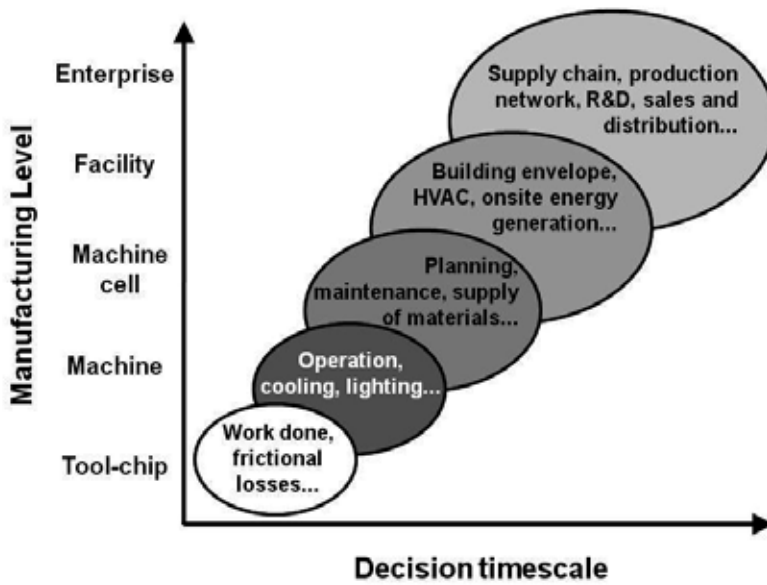 Manufacturing Level
Enterprise
Supply chain, production
network, R&D, sales and
distribution...
Facility
Building envelope,
HVAC, onsite energy
generation...
Machine
cell
Planning,
maintenance, supply
of materials...
Machine
Operation,
cooling, lighting...
Tool-chip
Work done,
frictional
losses...
Decision timescale